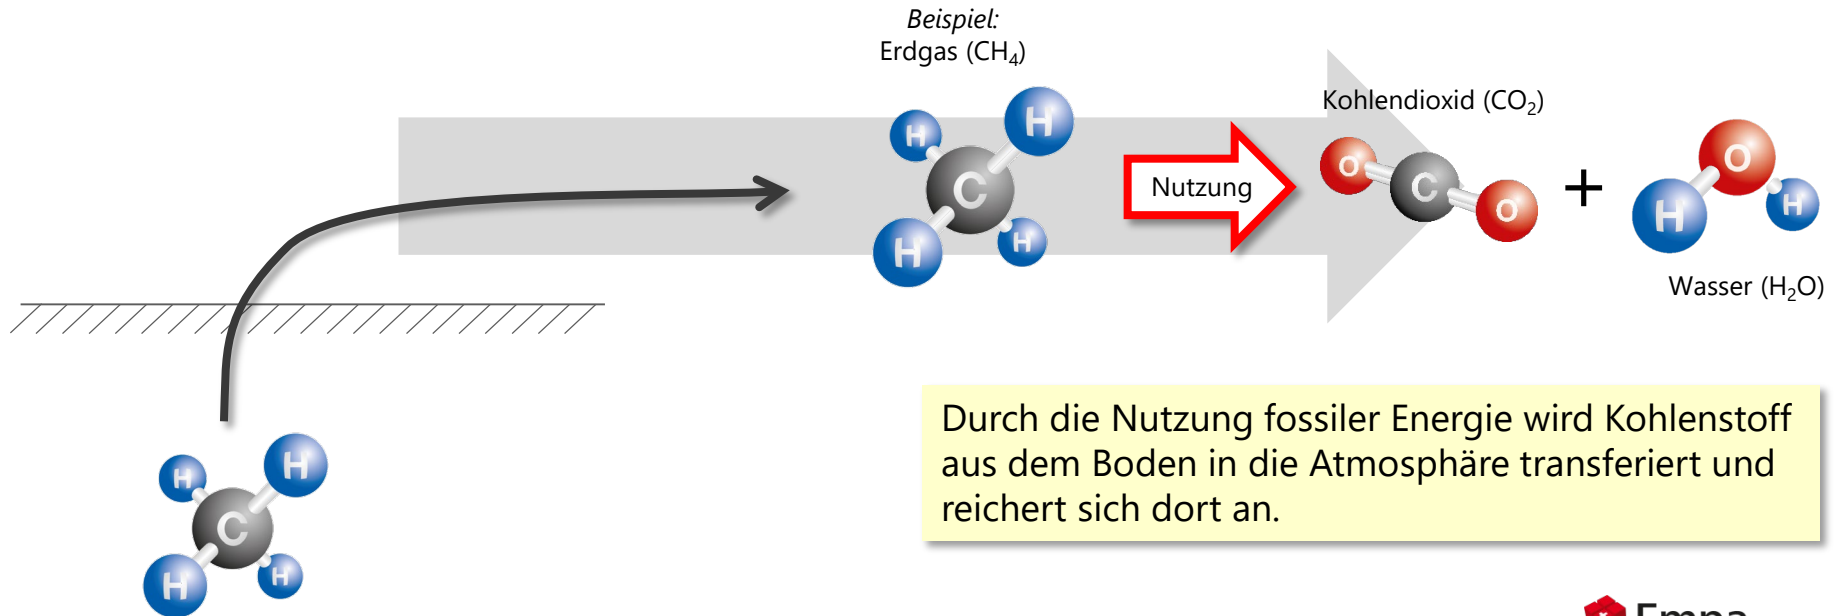 Beispiel:
Erdgas (CH₄)
Kohlendioxid (CO₂)
H
H
C
H
H
Nutzung
O
C
O
+
O
H
H
Wasser (H₂O)
Durch die Nutzung fossiler Energie wird Kohlenstoff
aus dem Boden in die Atmosphäre transferiert und
reichert sich dort an.
H
H
C
H
H
Empa